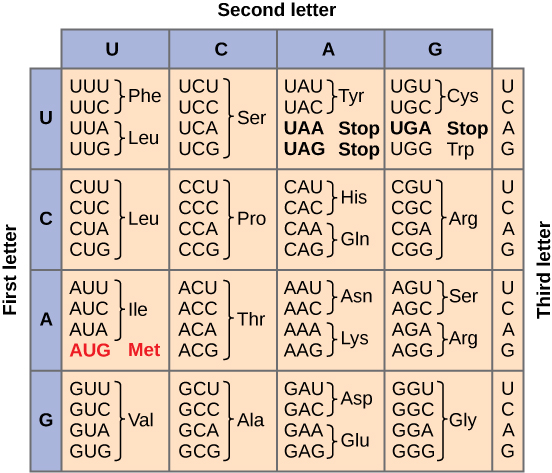 Second letter
U C A G
First letter
Third letter
U
UUU UUC Phe
UUA UUG Leu
UCU UCC UCA UCG Ser
UAU UAC Tyr
UAA Stop
UAG Stop
UGU UGC Cys
UGA Stop
UGG Trp
U
C
A
G
C
CUU CUC CUA CUG Leu
CCU CCC CCA CCG Pro
CAU CAC His
CAA CAG Gln
CGU CGC CGA CGG Arg
U
C
A
G
A
AUU AUC AUA Ile
AUG Met
ACU ACC ACA ACG Thr
AAU AAC Asn
AAA AAG Lys
AGU AGC Ser
AGA AGG Arg
U
C
A
G
G
GUU GUC GUA GUG Val
GCU GCC GCA GCG Ala
GAU GAC Asp
GAA GAG Glu
GGU GGC GGA GGG Gly
U
C
A
G